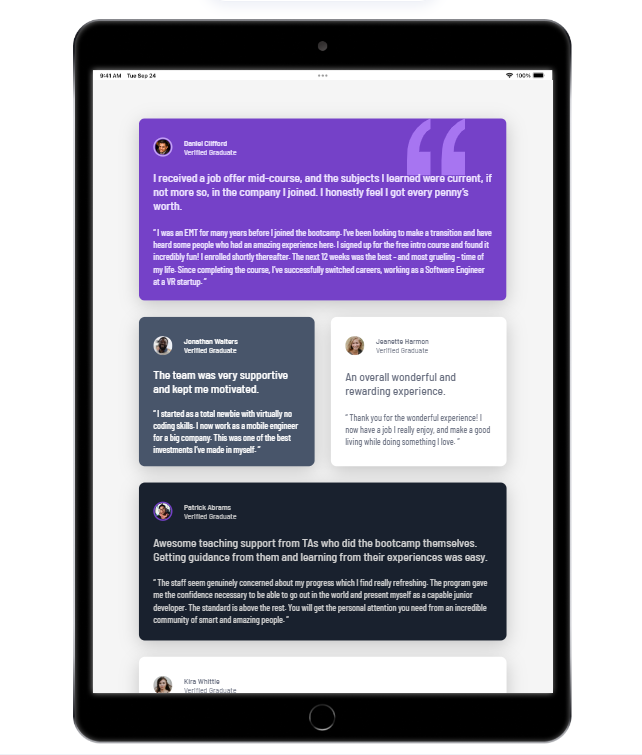 9:41 AM Tue Sep 24
100%
Daniel Clifford
Verified Graduate
I received a job offer mid-course, and the subjects I learned were current, if
not more so, in the company I joined. I honestly feel I got every penny's
worth.
" I was an EMT for many years before I joined the bootcamp. I've been looking to make a transition and have
heard some people who had an amazing experience here. I signed up for the free intro course and found it
incredibly fun! I enrolled shortly thereafter. The next 12 weeks was the best - and most grueling - time of
my life. Since completing the course, I've successfully switched careers, working as a Software Engineer
at a VR startup. "
Jonathan Walters
Verified Graduate
The team was very supportive
and kept me motivated.
" I started as a total newbie with virtually no
coding skills. I now work as a mobile engineer
for a big company. This was one of the best
investments I've made in myself. "
Jeanette Harmon
Verified Graduate
An overall wonderful and
rewarding experience.
" Thank you for the wonderful experience! I
now have a job I really enjoy, and make a good
living while doing something I love. "
Patrick Abrams
Verified Graduate
Awesome teaching support from TAs who did the bootcamp themselves.
Getting guidance from them and learning from their experiences was easy.
" The staff seem genuinely concerned about my progress which I find really refreshing. The program gave
me the confidence necessary to be able to go out in the world and present myself as a capable junior
developer. The standard is above the rest. You will get the personal attention you need from an incredible
community of smart and amazing people. "
Kira Whittle
Verified Graduate